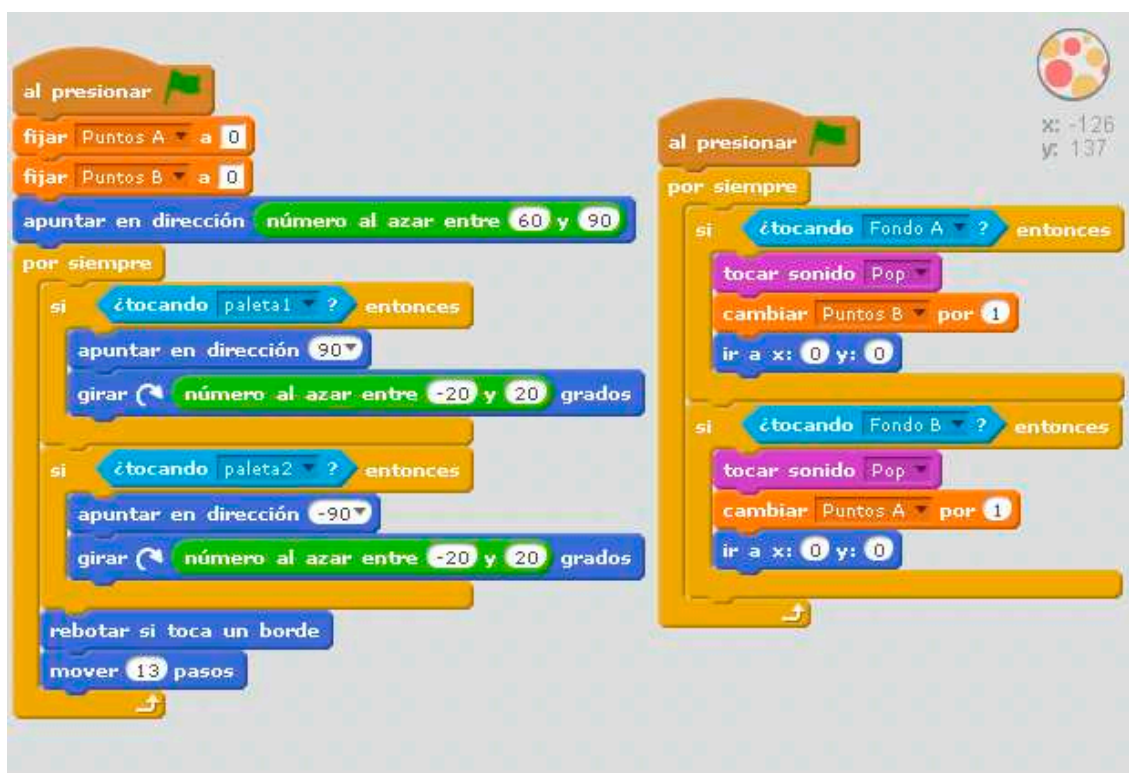 al presionar
fijar Puntos A a 0
fijar Puntos B a 0
apuntar en dirección número al azar entre 60 y 90
por siempre
si ¿tocando paleta1 ? entonces
apuntar en dirección 90
girar número al azar entre -20 y 20 grados
si ¿tocando paleta2 ? entonces
apuntar en dirección -90
girar número al azar entre -20 y 20 grados
rebotar si toca un borde
mover 13 pasos
al presionar
por siempre
si ¿tocando Fondo A ? entonces
tocar sonido Pop
cambiar Puntos B por 1
ir a x: 0 y: 0
si ¿tocando Fondo B ? entonces
tocar sonido Pop
cambiar Puntos A por 1
ir a x: 0 y: 0
x: -126
y: 137